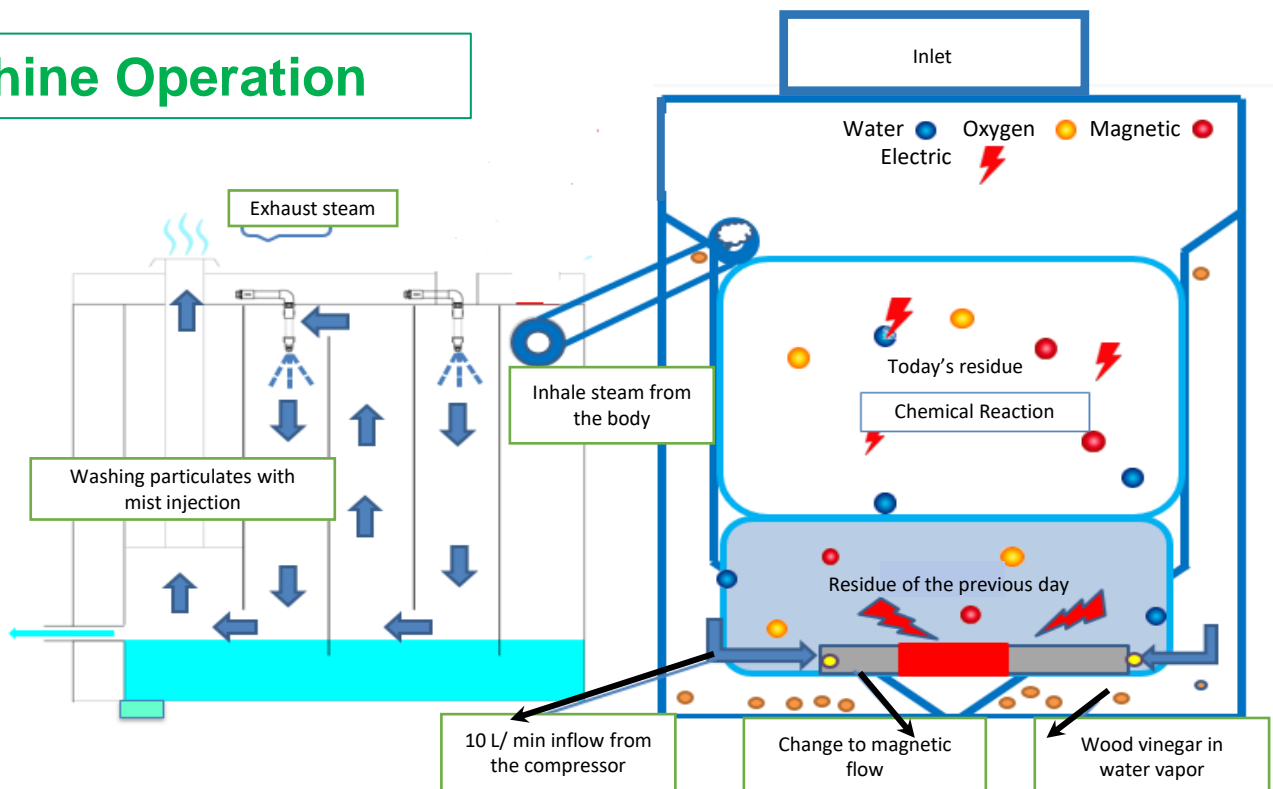 hine Operation
Inlet
Water Oxygen Magnetic
Electric
Exhaust steam
Today's residue
Chemical Reaction
Inhale steam from
the body
Washing particulates with
mist injection
Residue of the previous day
10 L/ min inflow from
the compressor
Change to magnetic
flow
Wood vinegar in
water vapor